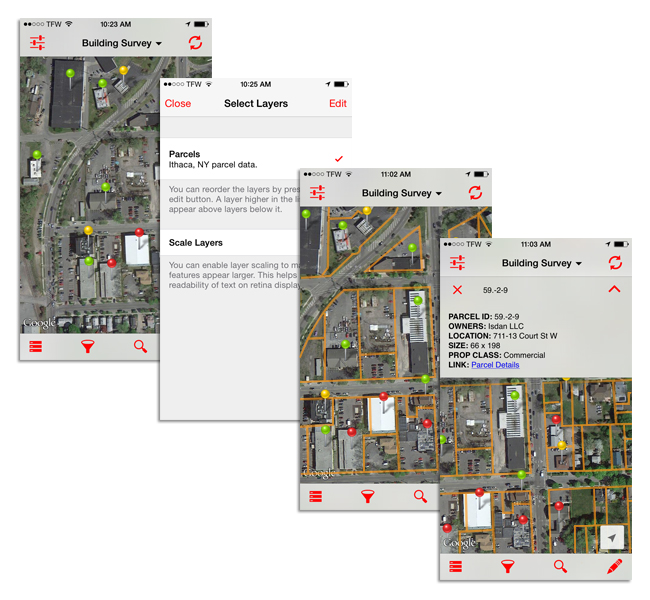 ●●○○○ TFW 10:23 AM
Building Survey
Google
●●○○○ TFW 10:25 AM
Close Select Layers Edit
Parcels
Ithaca, NY parcel data.
You can reorder the layers by pres
edit button. A layer higher in the li
appear above layers below it.
Scale Layers
You can enable layer scaling to m
features appear larger. This helps
readability of text on retina display
●●○○○ TFW 11:02 AM
Building Survey
Google
●●○○○ TFW 11:03 AM
Building Survey
59.-2-9
PARCEL ID: 59.-2-9
OWNERS: Isdan LLC
LOCATION: 711-13 Court St W
SIZE: 66 x 198
PROP CLASS: Commercial
LINK: Parcel Details
Google